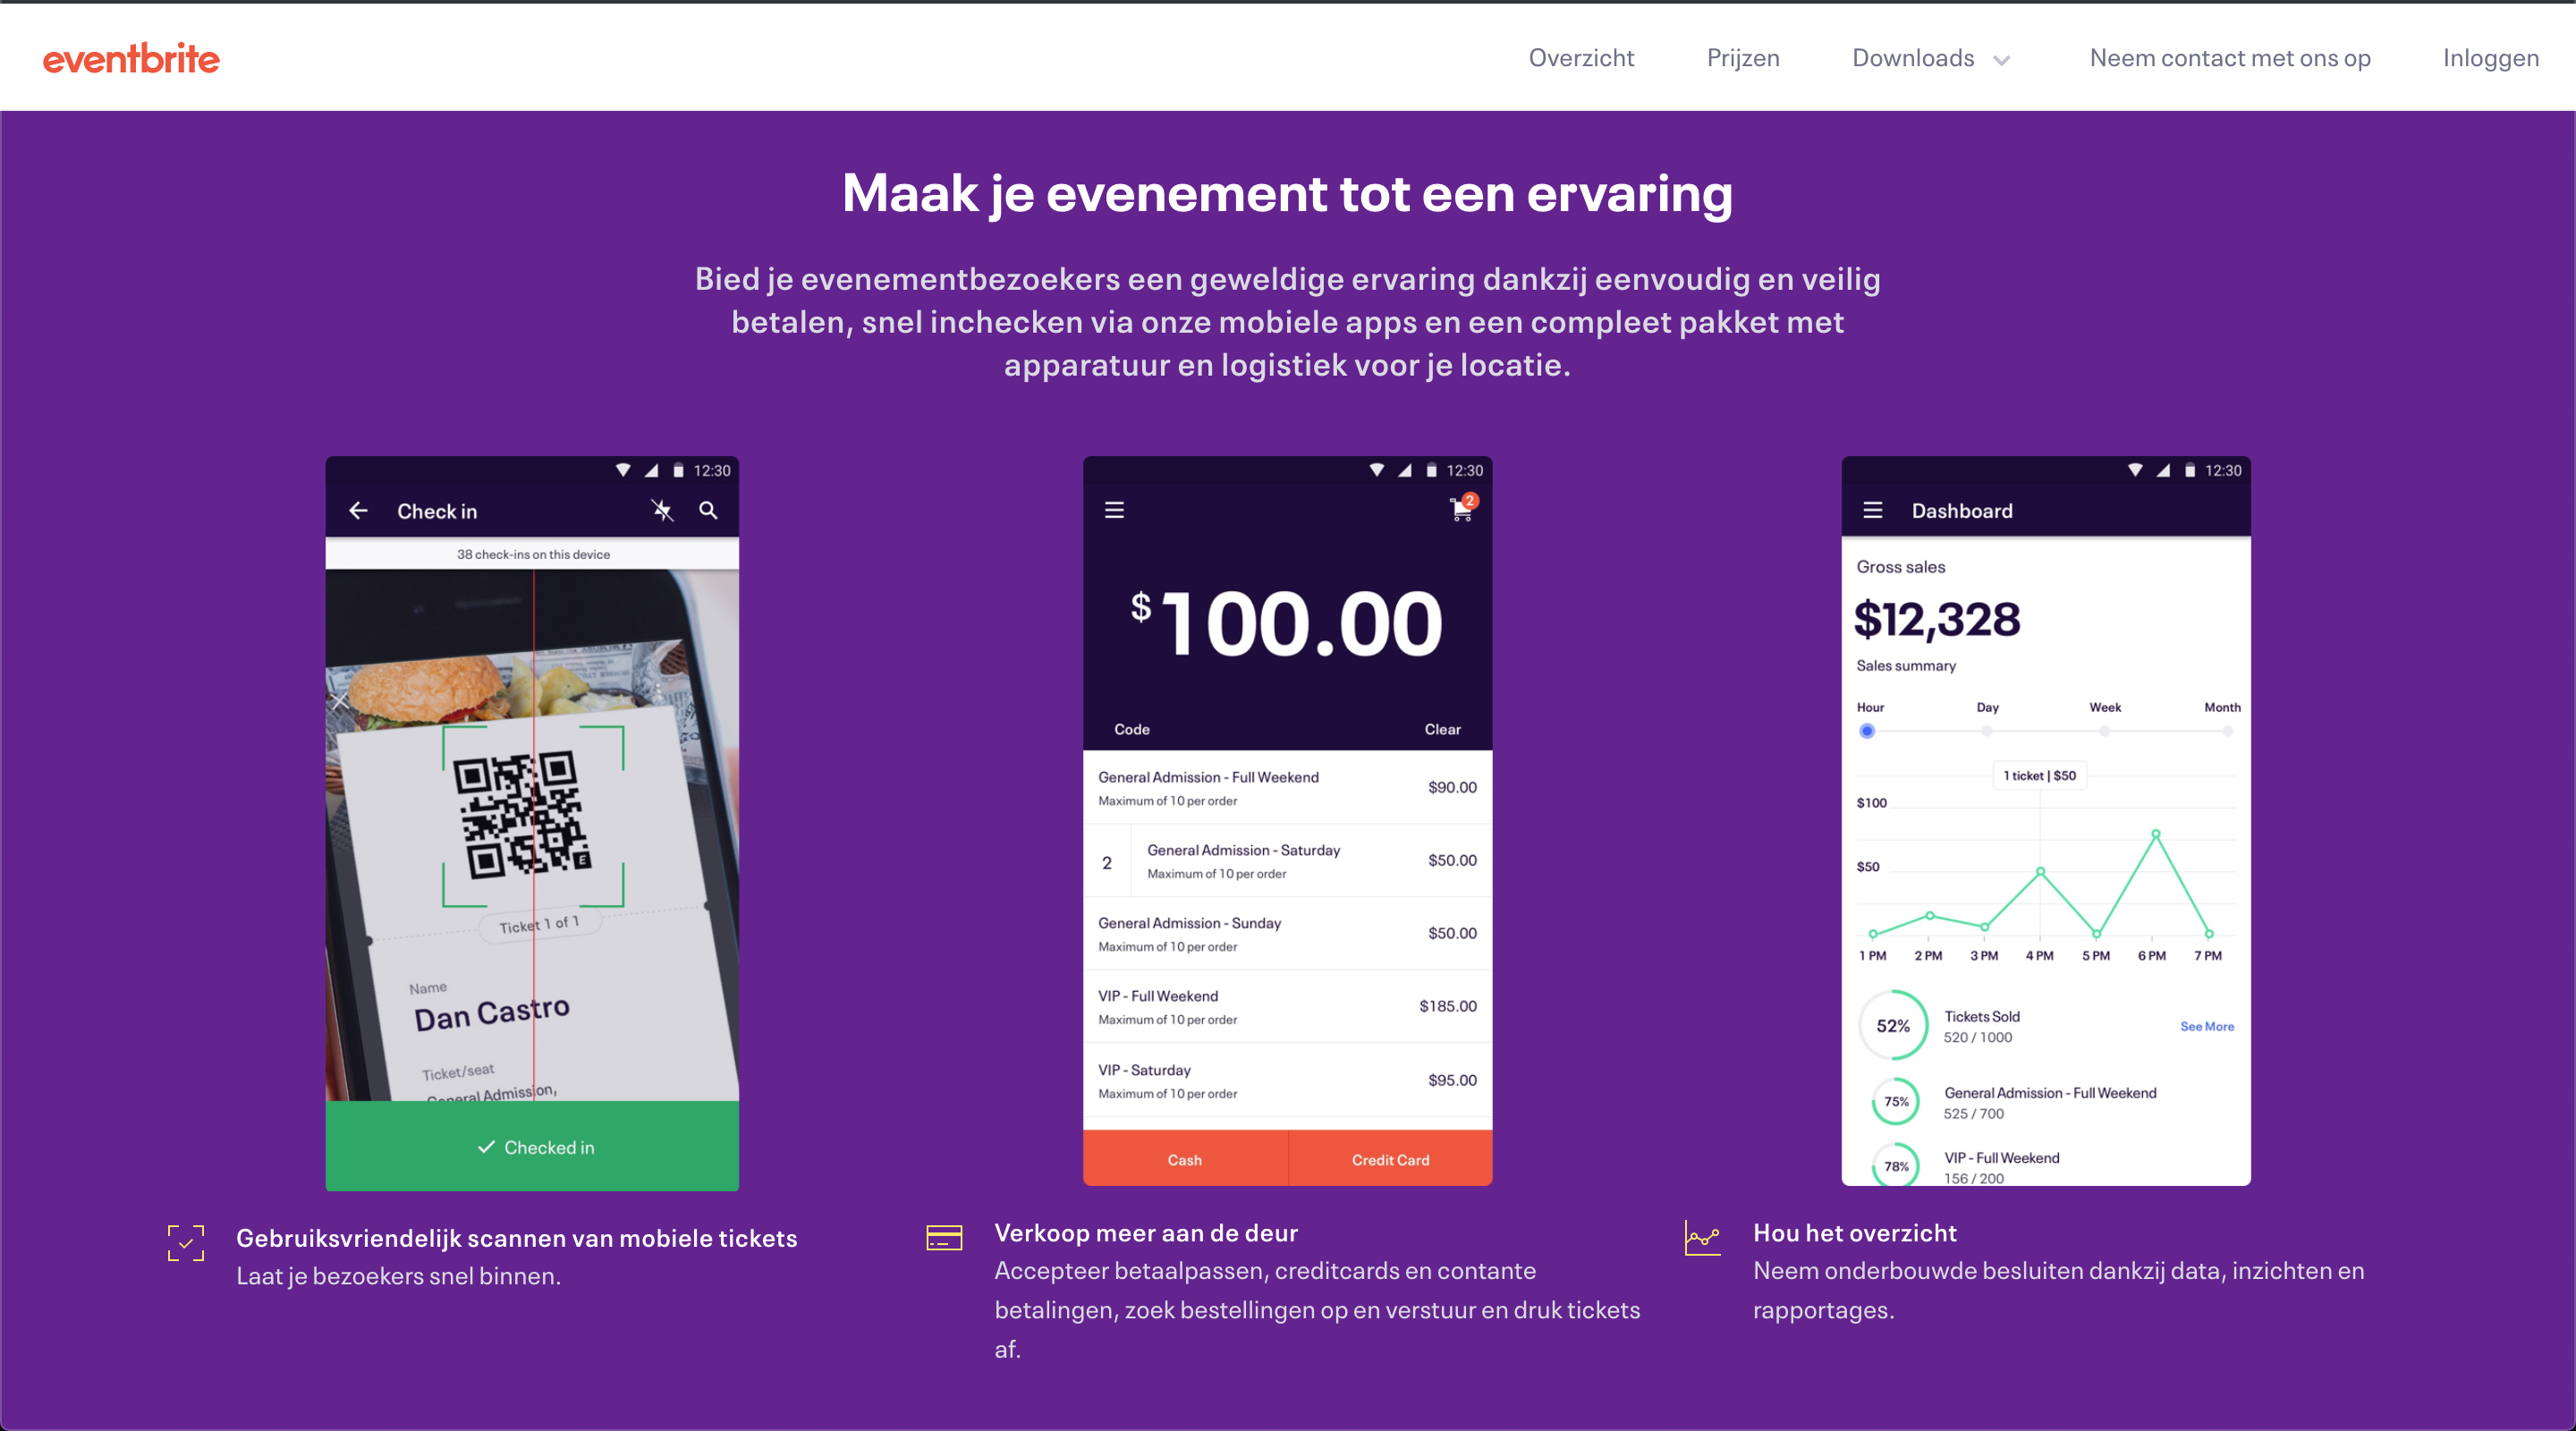 eventbrite
Overzicht
Prijzen
Downloads
Neem contact met ons op
Inloggen
Maak je evenement tot een ervaring
Bied je evenementbezoekers een geweldige ervaring dankzij eenvoudig en veilig
betalen, snel inchecken via onze mobiele apps en een compleet pakket met
apparatuur en logistiek voor je locatie.
12:30
Check in
38 check-ins on this device
Ticket 1 of 1
Name
Dan Castro
Ticket/seat
General Admission,
Checked in
Gebruiksvriendelijk scannen van mobiele tickets
Laat je bezoekers snel binnen.
12:30
2
$100.00
Code Clear
General Admission - Full Weekend $90.00
Maximum of 10 per order
2 General Admission - Saturday $50.00
Maximum of 10 per order
General Admission - Sunday $50.00
Maximum of 10 per order
VIP - Full Weekend $185.00
Maximum of 10 per order
VIP - Saturday $95.00
Maximum of 10 per order
Cash Credit Card
Verkoop meer aan de deur
Accepteer betaalpassen, creditcards en contante
betalingen, zoek bestellingen op en verstuur en druk tickets
af.
12:30
Dashboard
Gross sales
$12,328
Sales summary
Hour Day Week Month
1 ticket | $50
$100
$50
1 PM 2 PM 3 PM 4 PM 5 PM 6 PM 7 PM
52% Tickets Sold See More
520 / 1000
75% General Admission - Full Weekend
525 / 700
78% VIP - Full Weekend
156 / 200
Hou het overzicht
Neem onderbouwde besluiten dankzij data, inzichten en
rapportages.